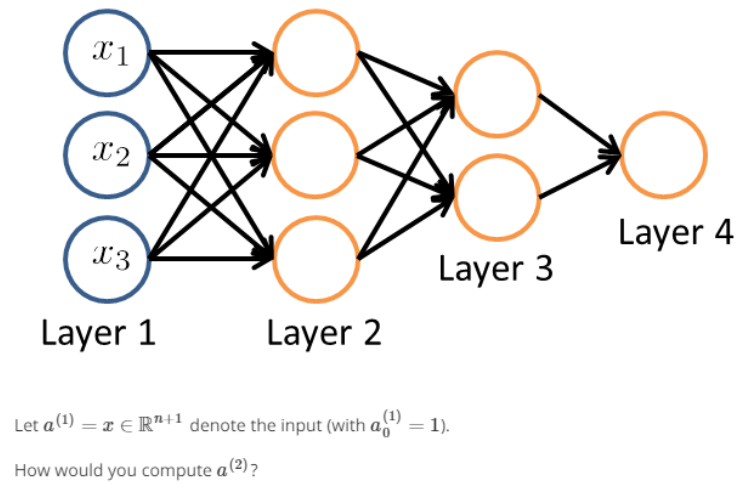 x₁
x₂
x₃
Layer 1
Layer 2
Layer 3
Layer 4
Let a⁽¹⁾ = x ∈ ℝⁿ⁺¹ denote the input (with a₀⁽¹⁾ = 1).
How would you compute a⁽²⁾?